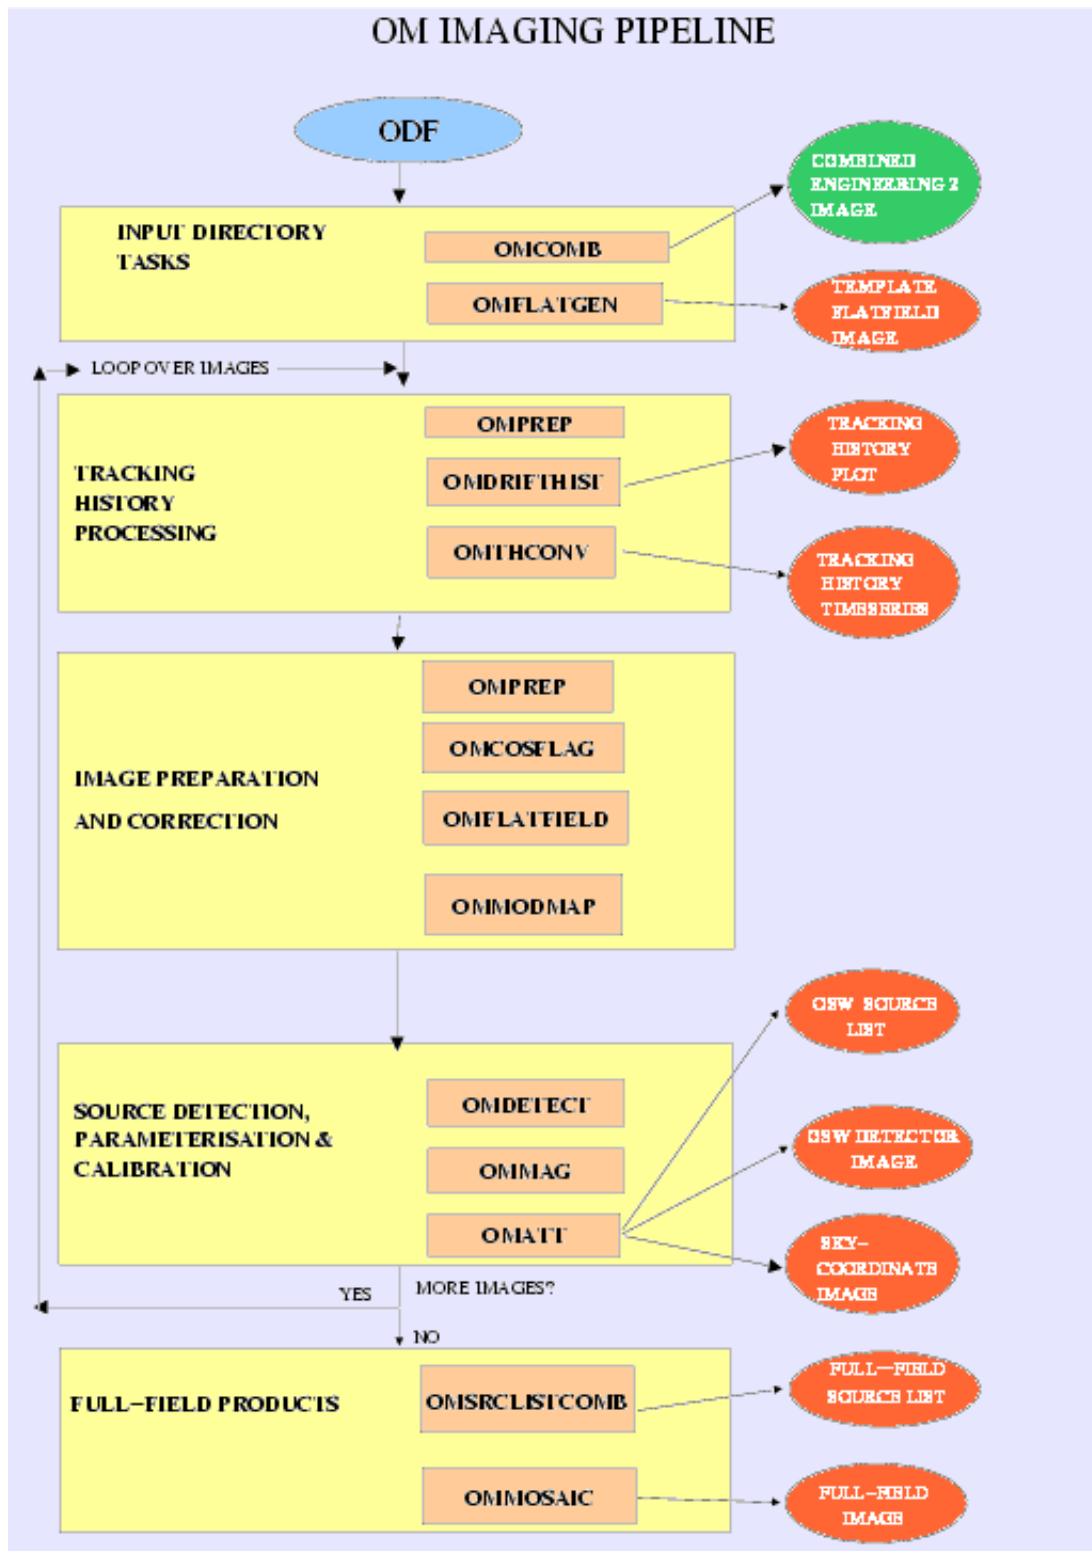 OM IMAGING PIPELINE
ODF
COMBINED
ENGINEERING 2
IMAGE
INPUT DIRECTORY
TASKS
OMCOMB
OMFLATGEN
TEMPLATE
FLATFIELD
IMAGE
LOOP OVER IMAGES
TRACKING
HISTORY
PROCESSING
OMPREP
OMDRIFTHIST
OMTHCONV
TRACKING
HISTORY
PLOT
TRACKING
HISTORY
TIMESERIES
IMAGE PREPARATION
AND CORRECTION
OMPREP
OMCOSFLAG
OMFLATFIELD
OMMODMAP
SOURCE DETECTION,
PARAMETERISATION &
CALIBRATION
OMDETECT
OMMAG
OMATT
OSW SOURCE
LIST
OSW DETECTOR
IMAGE
SKY-
COORDINATE
IMAGE
YES
MORE IMAGES?
NO
FULL-FIELD PRODUCTS
OMSRCLISTCOMB
OMMOSAIC
FULL-FIELD
SOURCE LIST
FULL-FIELD
IMAGE